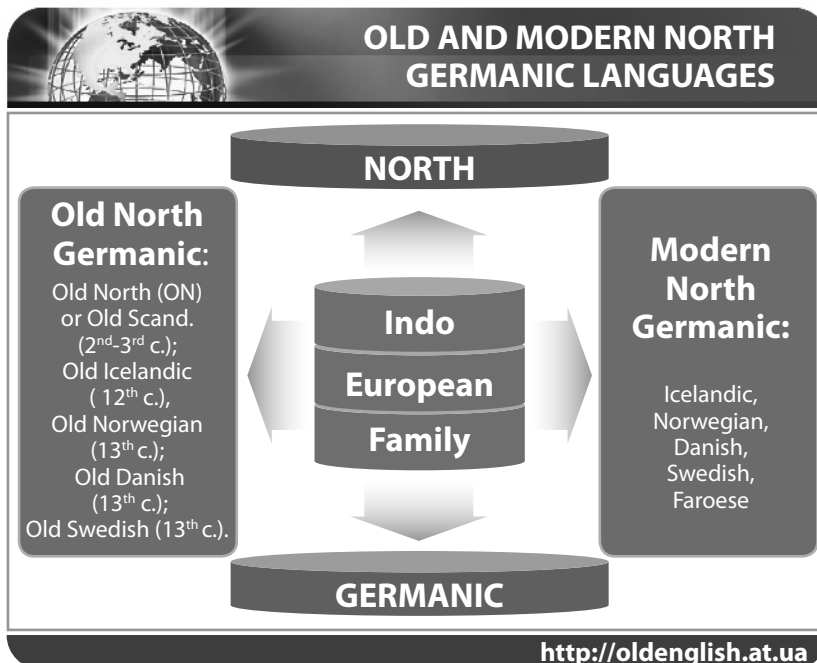 OLD AND MODERN NORTH
GERMANIC LANGUAGES
NORTH
Old North
Germanic:
Old North (ON)
or Old Scand.
(2nd-3rd c.);
Old Icelandic
( 12th c.),
Old Norwegian
(13th c.);
Old Danish
(13th c.);
Old Swedish (13th c.).
Indo
European
Family
Modern
North
Germanic:
Icelandic,
Norwegian,
Danish,
Swedish,
Faroese
GERMANIC
http://oldenglish.at.ua